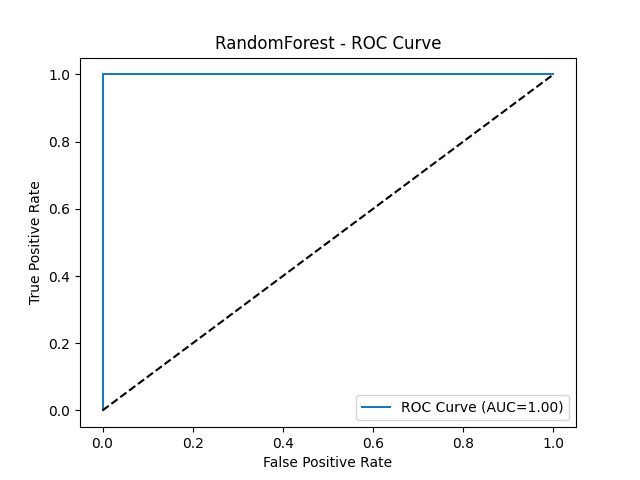 RandomForest - ROC Curve
1.0
0.8
0.6
0.4
0.2
0.0
True Positive Rate
ROC Curve (AUC=1.00)
0.0 0.2 0.4 0.6 0.8 1.0
False Positive Rate